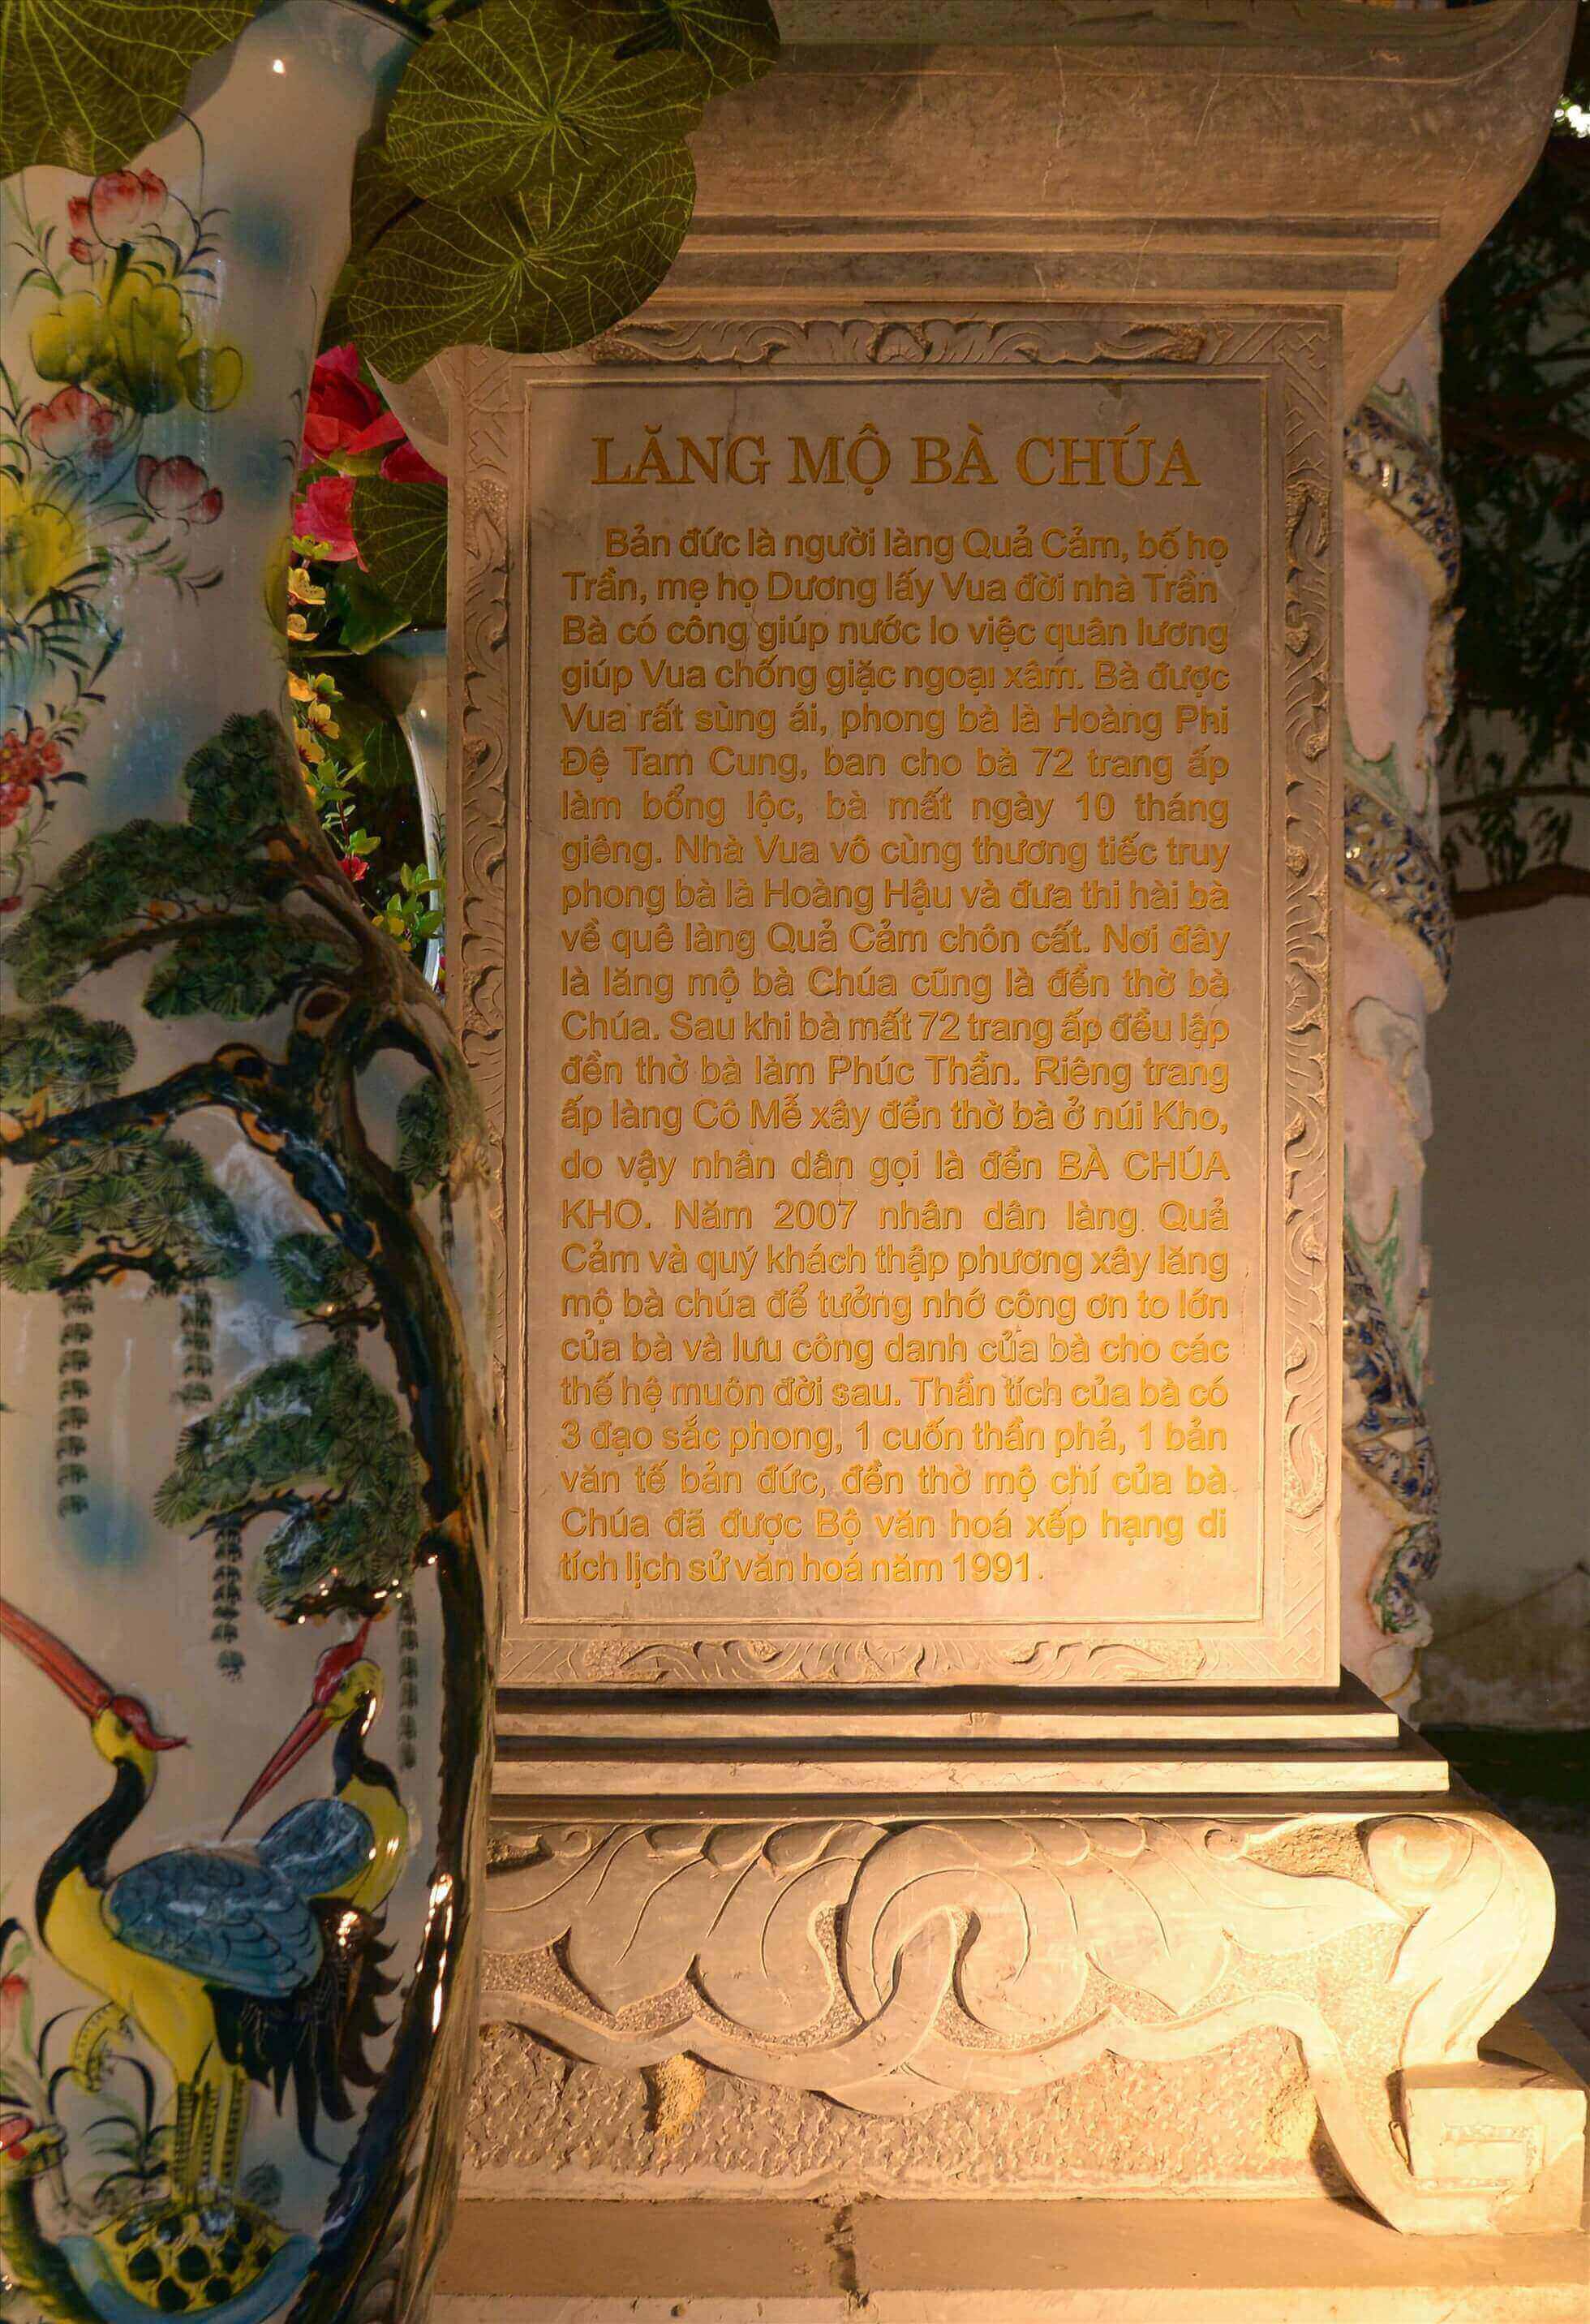 LĂNG MỘ BÀ CHÚA
Bản đức là người làng Quả Cảm, bố họ
Trần, mẹ họ Dương lấy Vua đời nhà Trần
Bà có công giúp nước lo việc quân lương
giúp Vua chống giặc ngoại xâm. Bà được
Vua rất sùng ái, phong bà là Hoàng Phi
Đệ Tam Cung, ban cho bà 72 trang ấp
làm bổng lộc, bà mất ngày 10 tháng
giêng. Nhà Vua vô cùng thương tiếc truy
phong bà là Hoàng Hậu và đưa thi hài bà
về quê làng Quả Cảm chôn cất. Nơi đây
là lăng mộ bà Chúa cũng là đền thờ bà
Chúa. Sau khi bà mất 72 trang ấp đều lập
đền thờ bà làm Phúc Thần. Riêng trang
ấp làng Cô Mễ xây đền thờ bà ở núi Kho,
do vậy nhân dân gọi là đền BÀ CHÚA
KHO. Năm 2007 nhân dân làng Quả
Cảm và quý khách thập phương xây lăng
mộ bà chúa để tưởng nhớ công ơn to lớn
của bà và lưu công danh của bà cho các
thế hệ muôn đời sau. Thần tích của bà có
3 đạo sắc phong, 1 cuốn thần phả, 1 bản
văn tế bản đức, đền thờ mộ chí của bà
Chúa đã được Bộ văn hoá xếp hạng di
tích lịch sử văn hoá năm 1991.